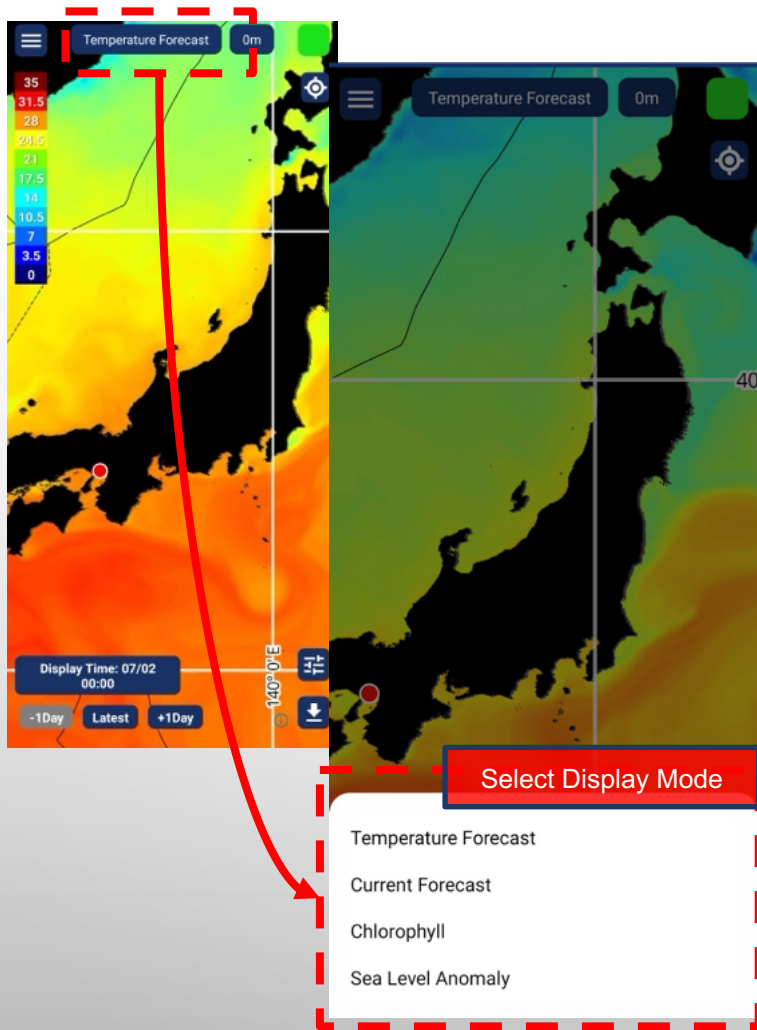 Temperature Forecast
0m
35
31.5
28
24.5
21
17.5
14
10.5
7
3.5
0
Display Time: 07/02
00:00
-1Day
Latest
+1Day
140° 0' E
Temperature Forecast
0m
40
Select Display Mode
Temperature Forecast
Current Forecast
Chlorophyll
Sea Level Anomaly